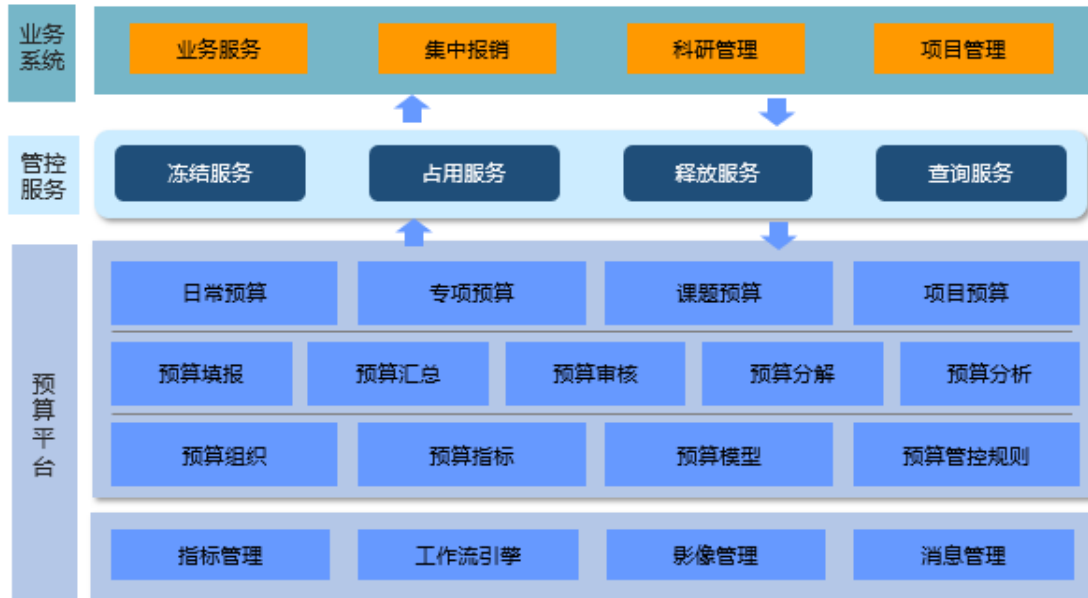 业务
系统
业务服务 集中报销 科研管理 项目管理
管控
服务
冻结服务 占用服务 释放服务 查询服务
预
算
平
台
日常预算 专项预算 课题预算 项目预算
预算填报 预算汇总 预算审核 预算分解 预算分析
预算组织 预算指标 预算模型 预算管控规则
指标管理 工作流引擎 影像管理 消息管理